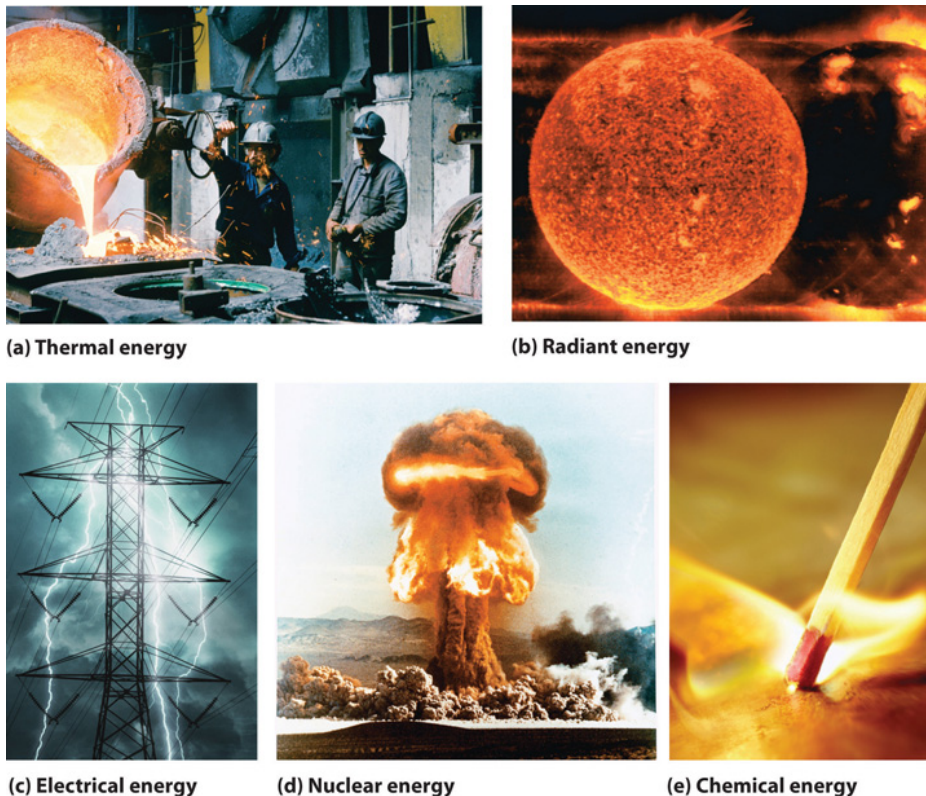 (a) Thermal energy
(b) Radiant energy
(c) Electrical energy
(d) Nuclear energy
(e) Chemical energy